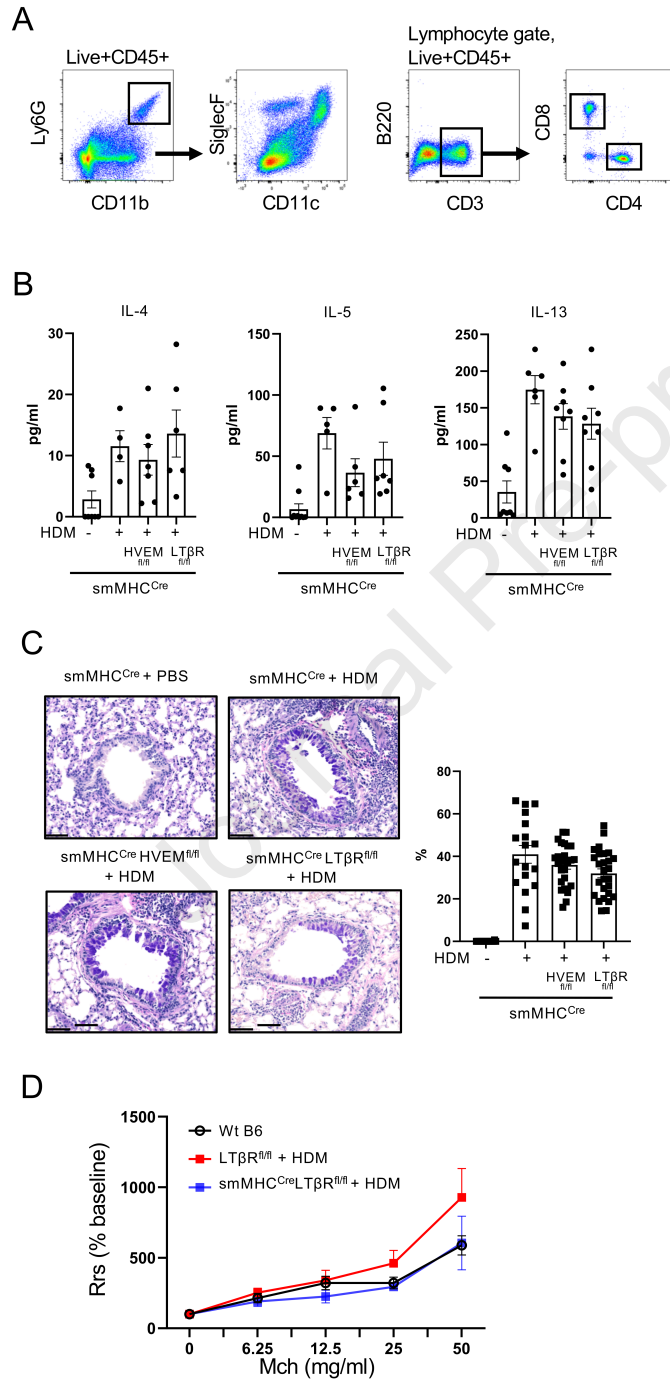 A
Live+CD45+
Ly6G
CD11b
SiglecF
CD11c
Lymphocyte gate,
Live+CD45+
B220
CD3
CD8
CD4
B
IL-4
pg/ml
30
20
10
0
HDM - + + +
HVEM fl/fl LTβR fl/fl
smMHCCre
IL-5
pg/ml
150
100
50
0
HDM - + + +
HVEM fl/fl LTβR fl/fl
smMHCCre
IL-13
pg/ml
250
200
150
100
50
0
HDM - + + +
HVEM fl/fl LTβR fl/fl
smMHCCre
C
smMHCCre + PBS
smMHCCre + HDM
smMHCCre HVEMfl/fl
+ HDM
smMHCCre LTβRfl/fl
+ HDM
%
80
60
40
20
0
HDM - + + +
HVEM fl/fl LTβR fl/fl
smMHCCre
D
Rrs (% baseline)
1500
1000
500
0
Wt B6
LTβRfl/fl + HDM
smMHCCreLTβRfl/fl + HDM
0 6.25 12.5 25 50
Mch (mg/ml)
Journal Pre-pr